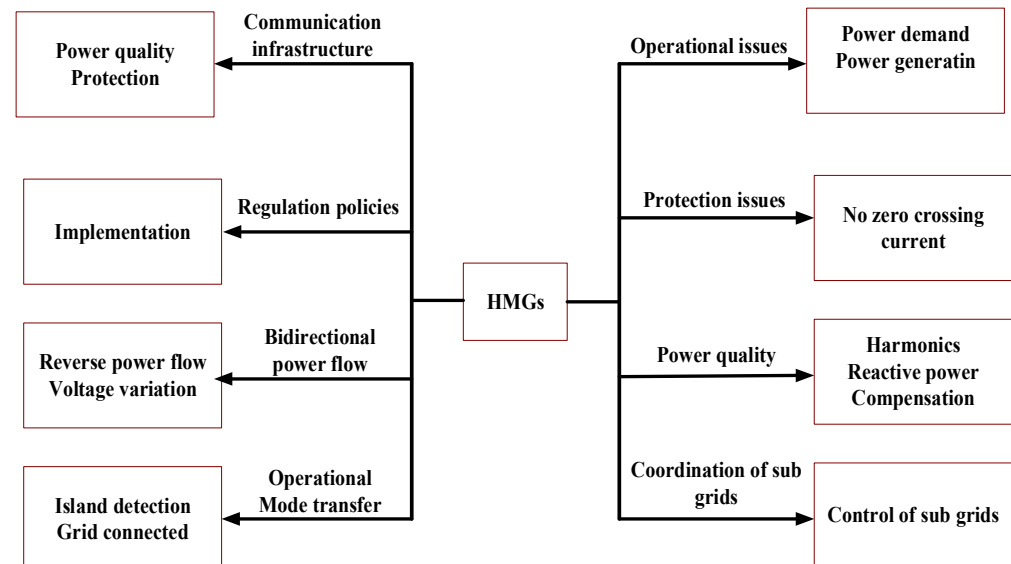 Communication
infrastructure
Power quality
Protection
Regulation policies
Implementation
Bidirectional
power flow
Reverse power flow
Voltage variation
Operational
Mode transfer
Island detection
Grid connected
HMGs
Operational issues
Power demand
Power generatin
Protection issues
No zero crossing
current
Power quality
Harmonics
Reactive power
Compensation
Coordination of sub
grids
Control of sub grids